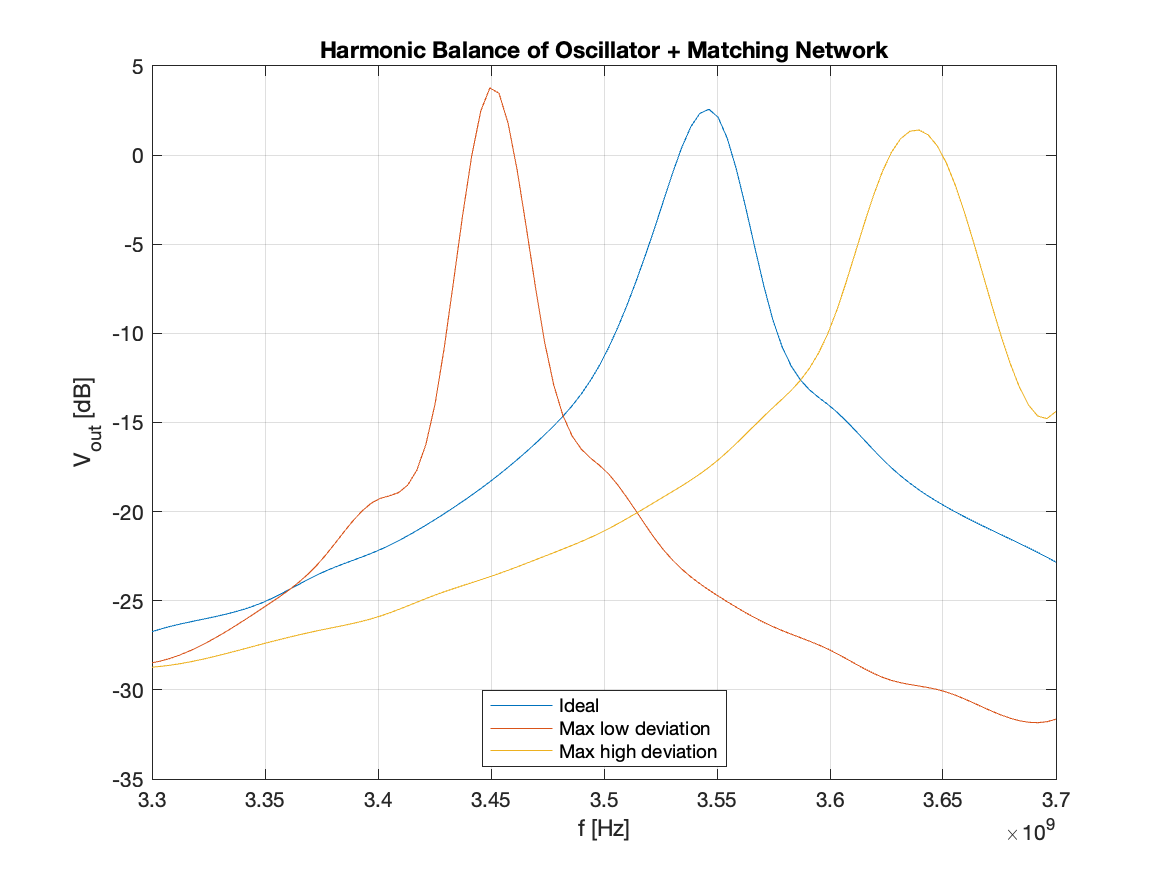 Harmonic Balance of Oscillator + Matching Network
5
0
-5
-10
-15
-20
-25
-30
-35
V_out [dB]
Ideal
Max low deviation
Max high deviation
3.3 3.35 3.4 3.45 3.5 3.55 3.6 3.65 3.7
f [Hz]
× 10^9